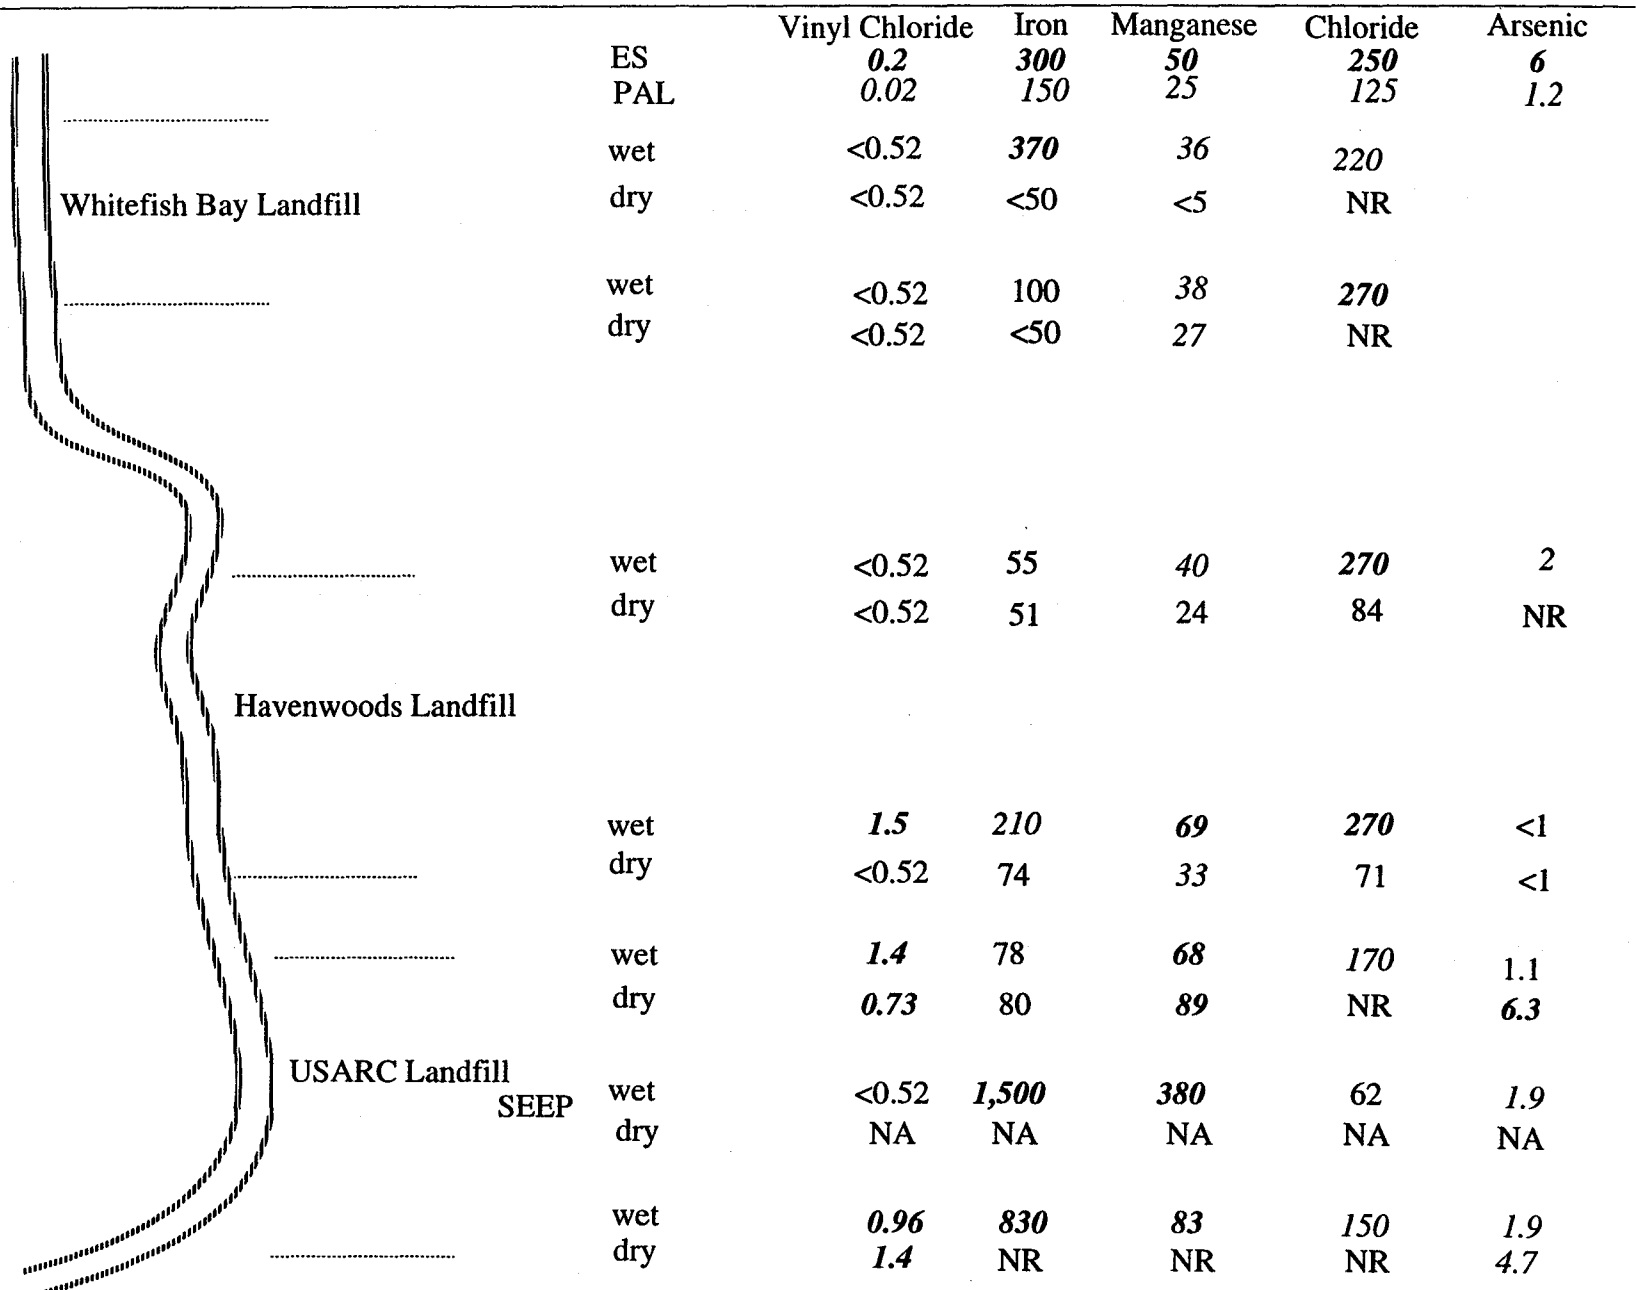 Vinyl Chloride Iron Manganese Chloride Arsenic
ES 0.2 300 50 250 6
PAL 0.02 150 25 125 1.2
wet <0.52 370 36 220
Whitefish Bay Landfill dry <0.52 <50 <5 NR
wet <0.52 100 38 270
dry <0.52 <50 27 NR
wet <0.52 55 40 270 2
dry <0.52 51 24 84 NR
Havenwoods Landfill
wet 1.5 210 69 270 <1
dry <0.52 74 33 71 <1
wet 1.4 78 68 170 1.1
dry 0.73 80 89 NR 6.3
USARC Landfill
SEEP wet <0.52 1,500 380 62 1.9
dry NA NA NA NA NA
wet 0.96 830 83 150 1.9
dry 1.4 NR NR NR 4.7